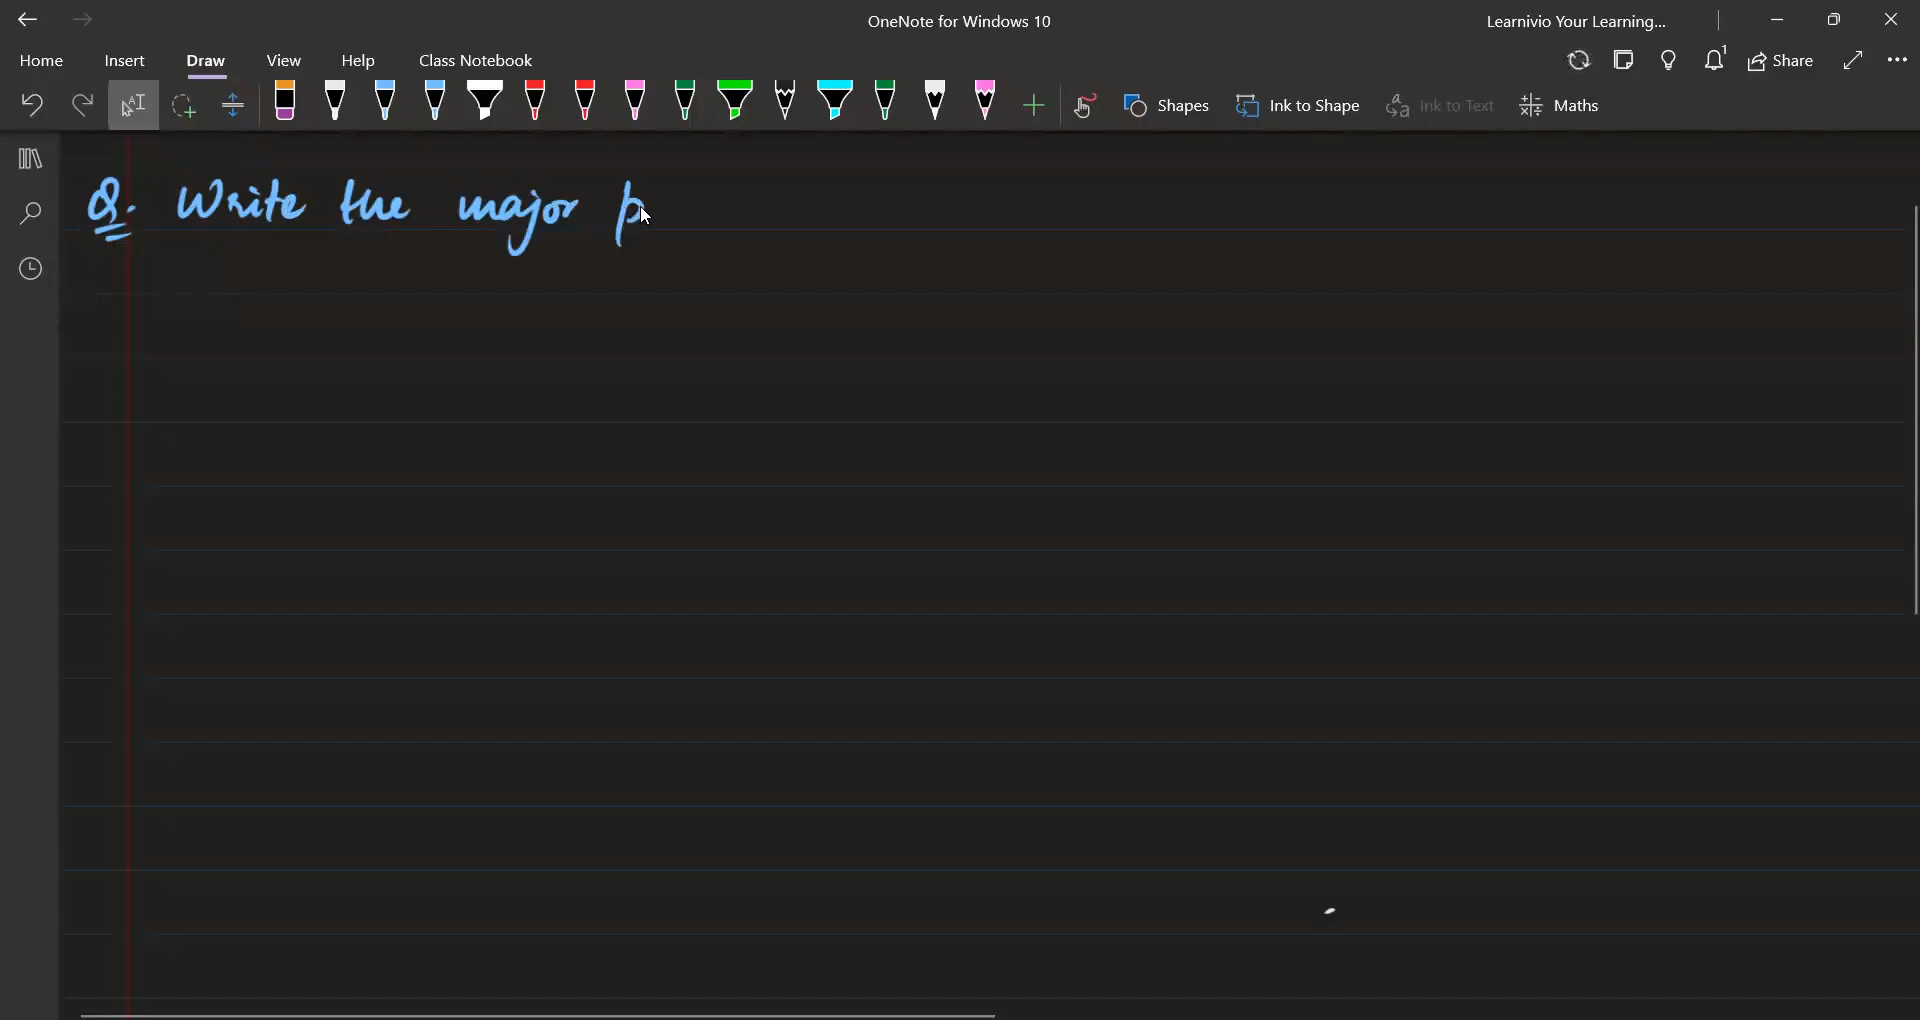 OneNote for Windows 10
Learnivio Your Learning...
Home Insert Draw View Help Class Notebook
1 Share
Shapes Ink to Shape Ink to Text Maths
Q. Write the major p